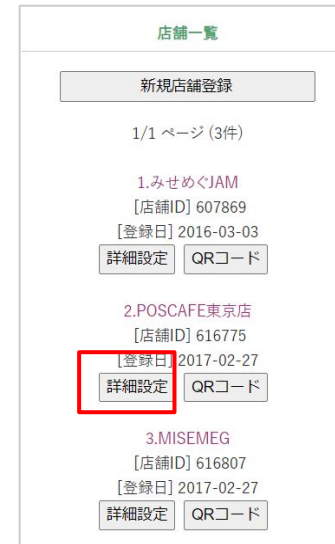 店舗一覧
新規店舗登録
1/1 ページ (3件)
1.みせめぐJAM
[店舗ID] 607869
[登録日] 2016-03-03
詳細設定 QRコード
2.POSCAFE東京店
[店舗ID] 616775
[登録日] 2017-02-27
詳細設定 QRコード
3.MISEMEG
[店舗ID] 616807
[登録日] 2017-02-27
詳細設定 QRコード